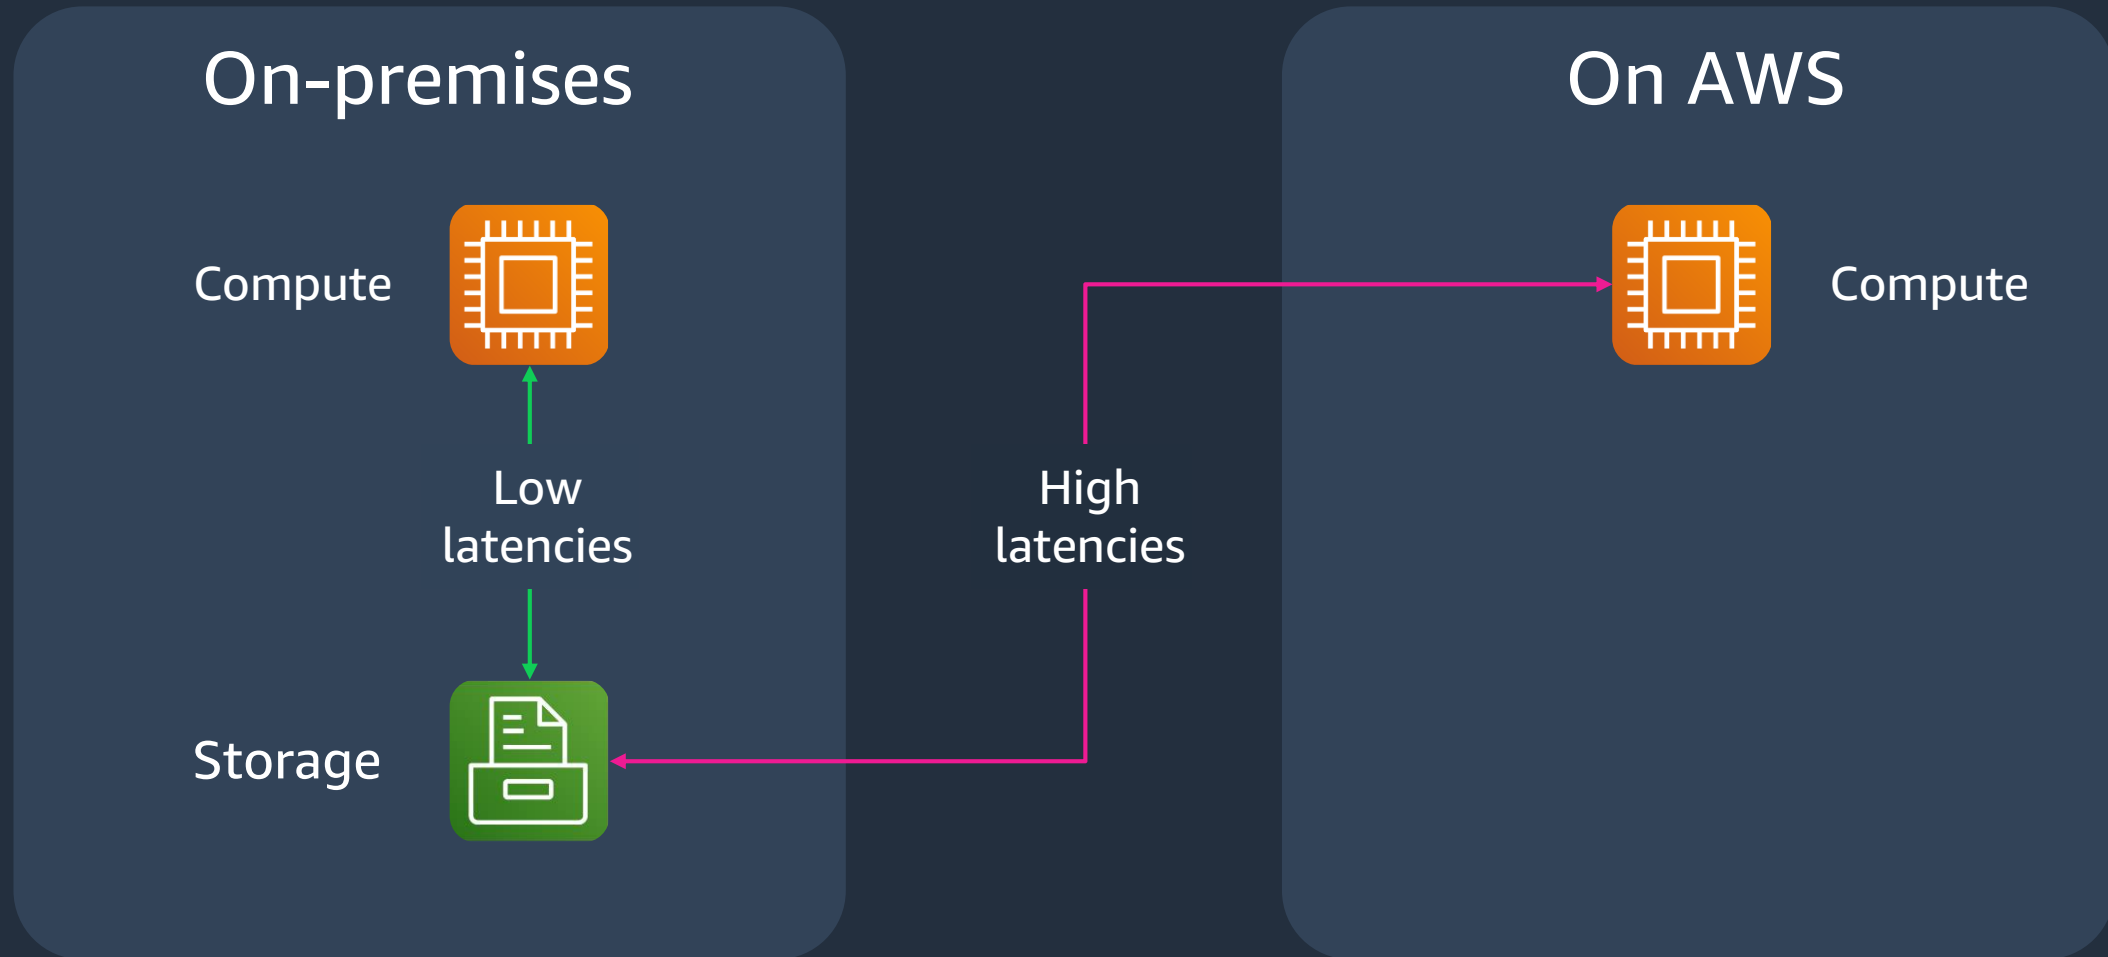 On-premises
On AWS
Compute
Compute
Low
latencies
High
latencies
Storage